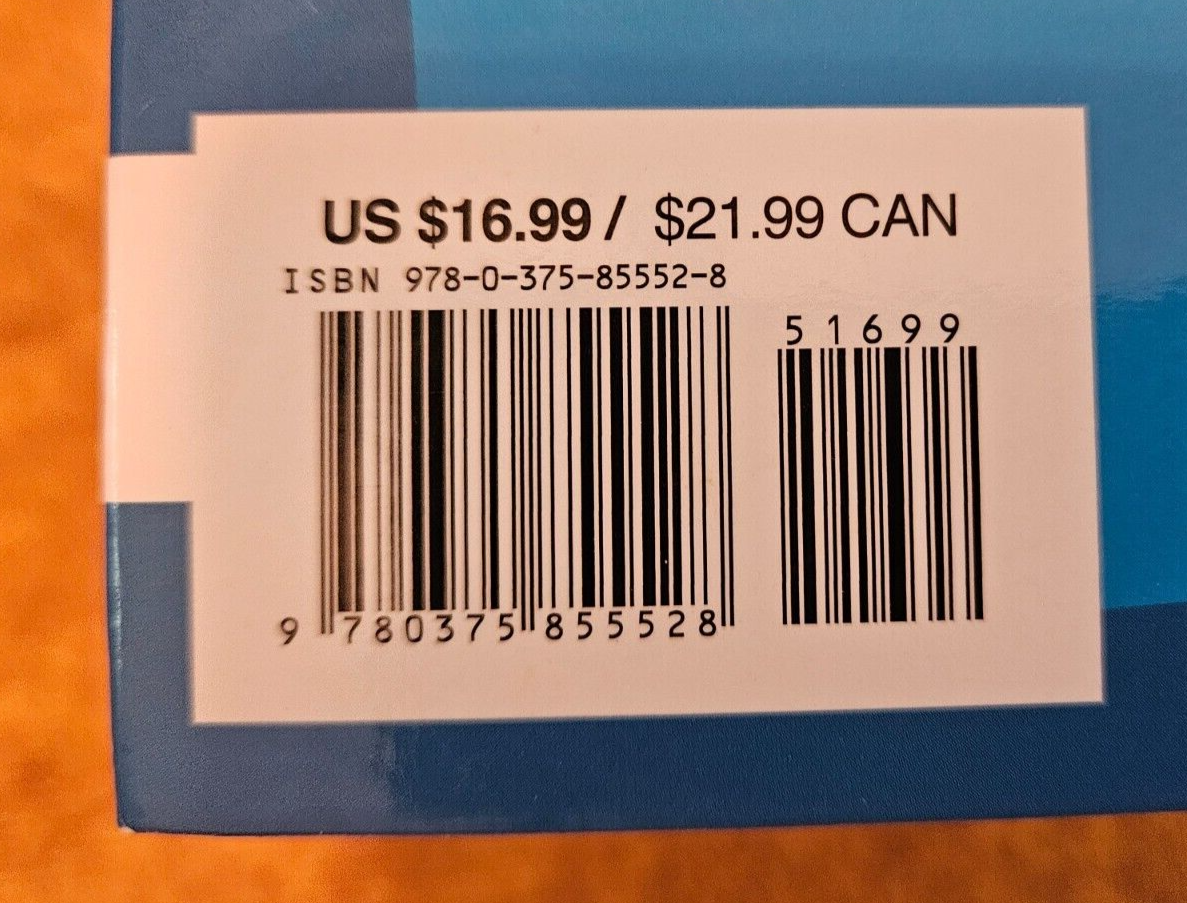 US $16.99 / $21.99 CAN
ISBN 978-0-375-85552-8
51699
9 780375 855528